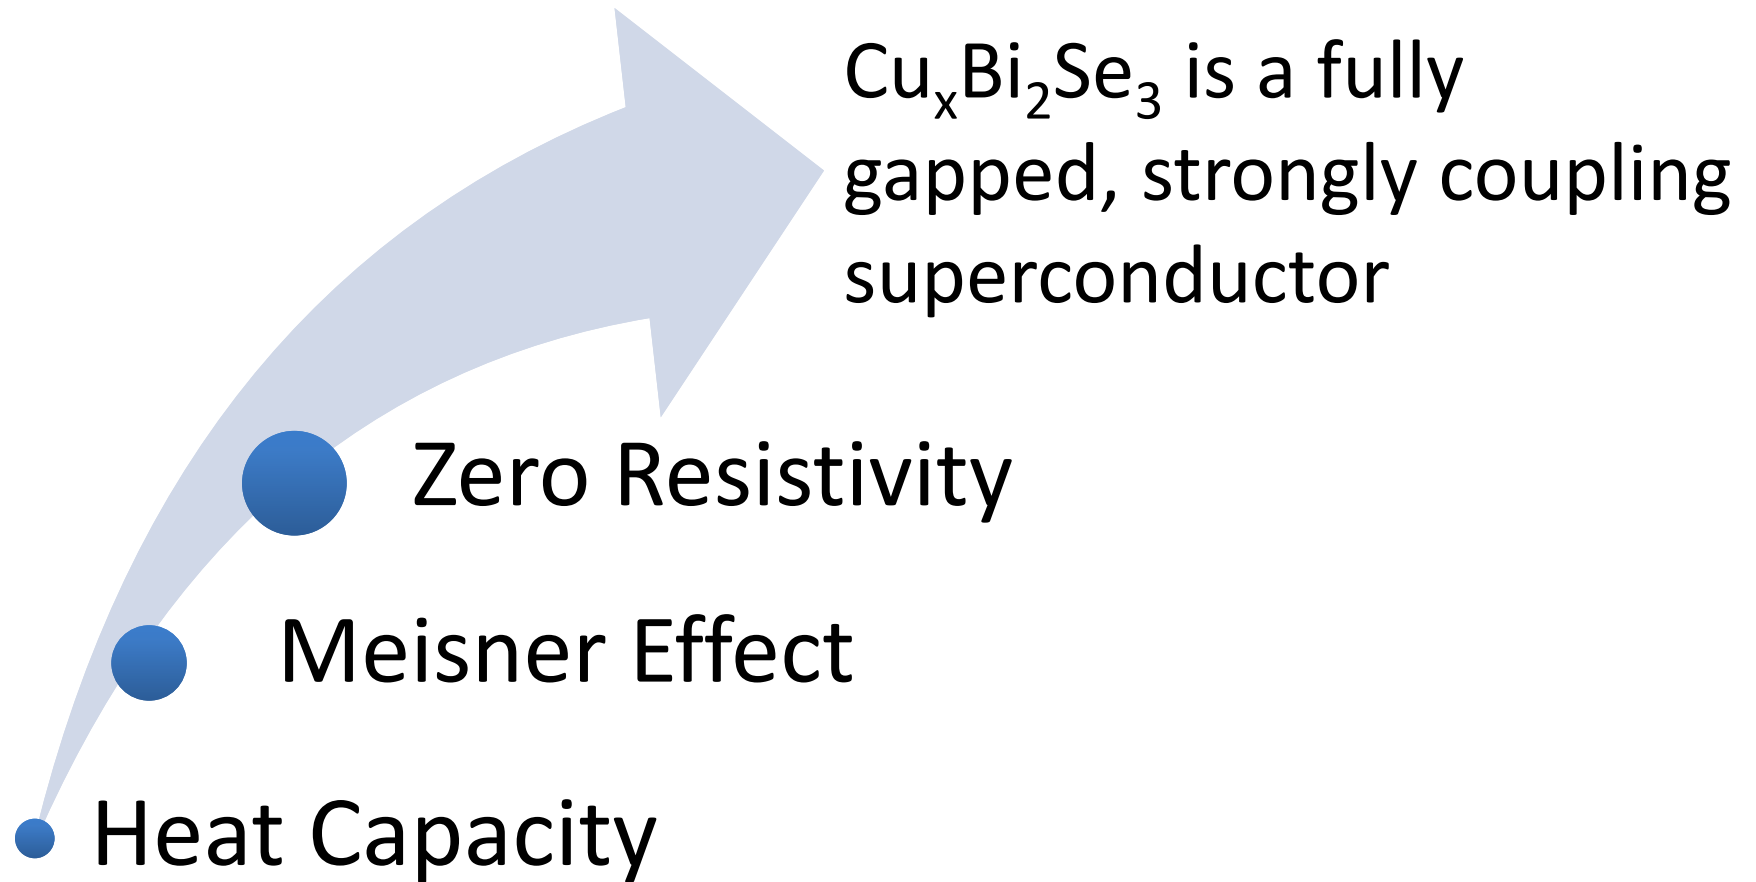 CuₓBi₂Se₃ is a fully
gapped, strongly coupling
superconductor
Zero Resistivity
Meisner Effect
Heat Capacity